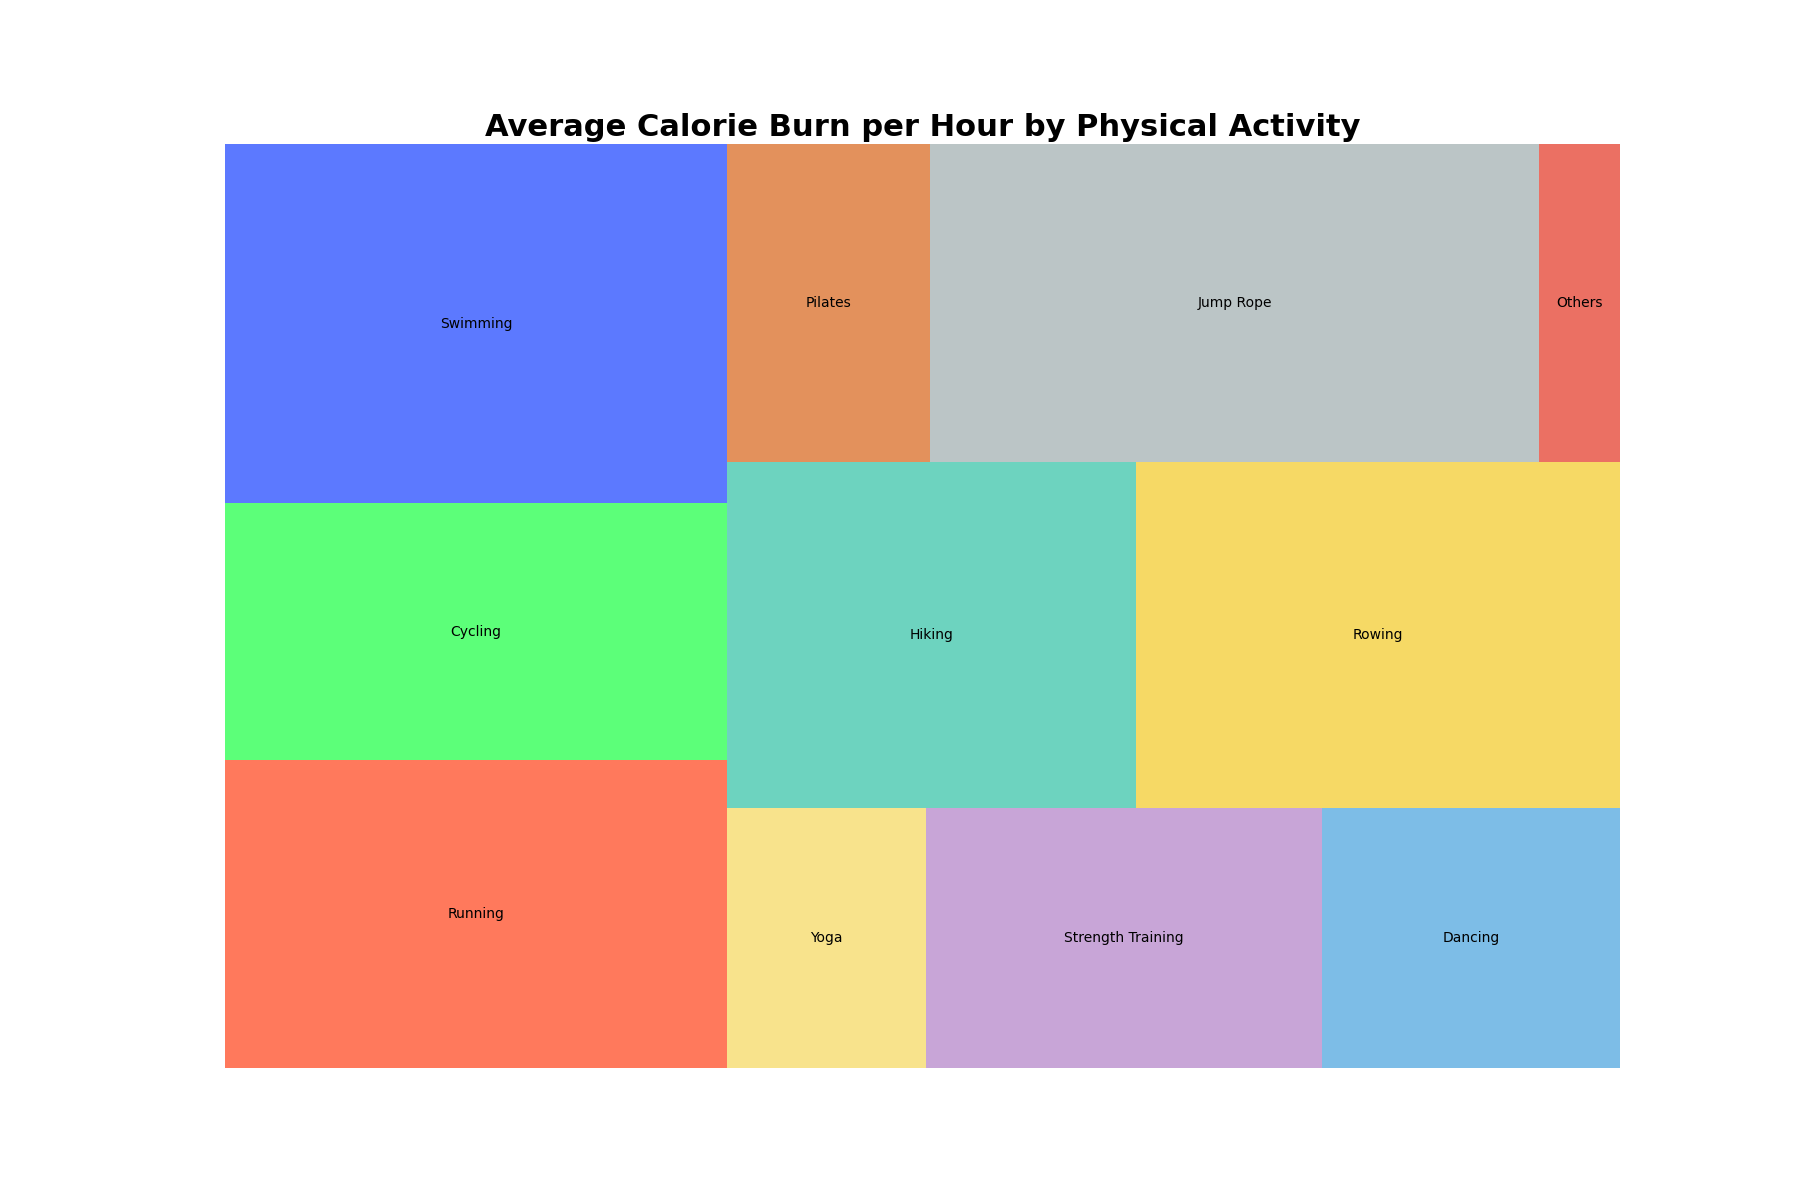 Average Calorie Burn per Hour by Physical Activity
Swimming
Pilates
Jump Rope
Others
Cycling
Hiking
Rowing
Running
Yoga
Strength Training
Dancing